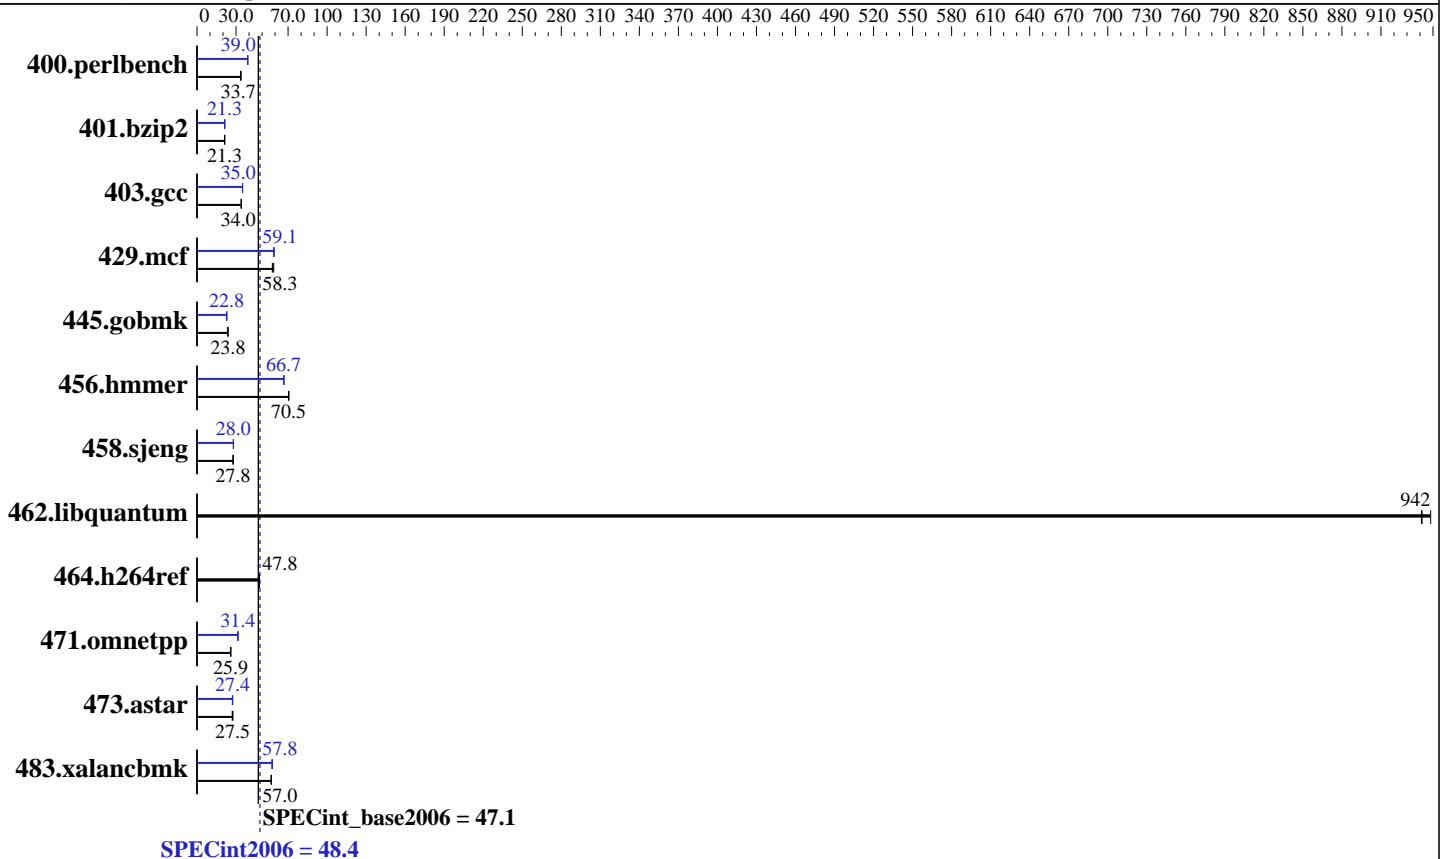 0 30.0 70.0 100 130 160 190 220 250 280 310 340 370 400 430 460 490 520 550 580 610 640 670 700 730 760 790 820 850 880 910 950
39.0
400.perlbench
33.7
21.3
401.bzip2
21.3
35.0
403.gcc
34.0
59.1
429.mcf
58.3
22.8
445.gobmk
23.8
66.7
456.hmmer
70.5
28.0
458.sjeng
27.8
942
462.libquantum
47.8
464.h264ref
31.4
471.omnetpp
25.9
27.4
473.astar
27.5
57.8
483.xalancbmk
57.0
SPECint_base2006 = 47.1
SPECint2006 = 48.4